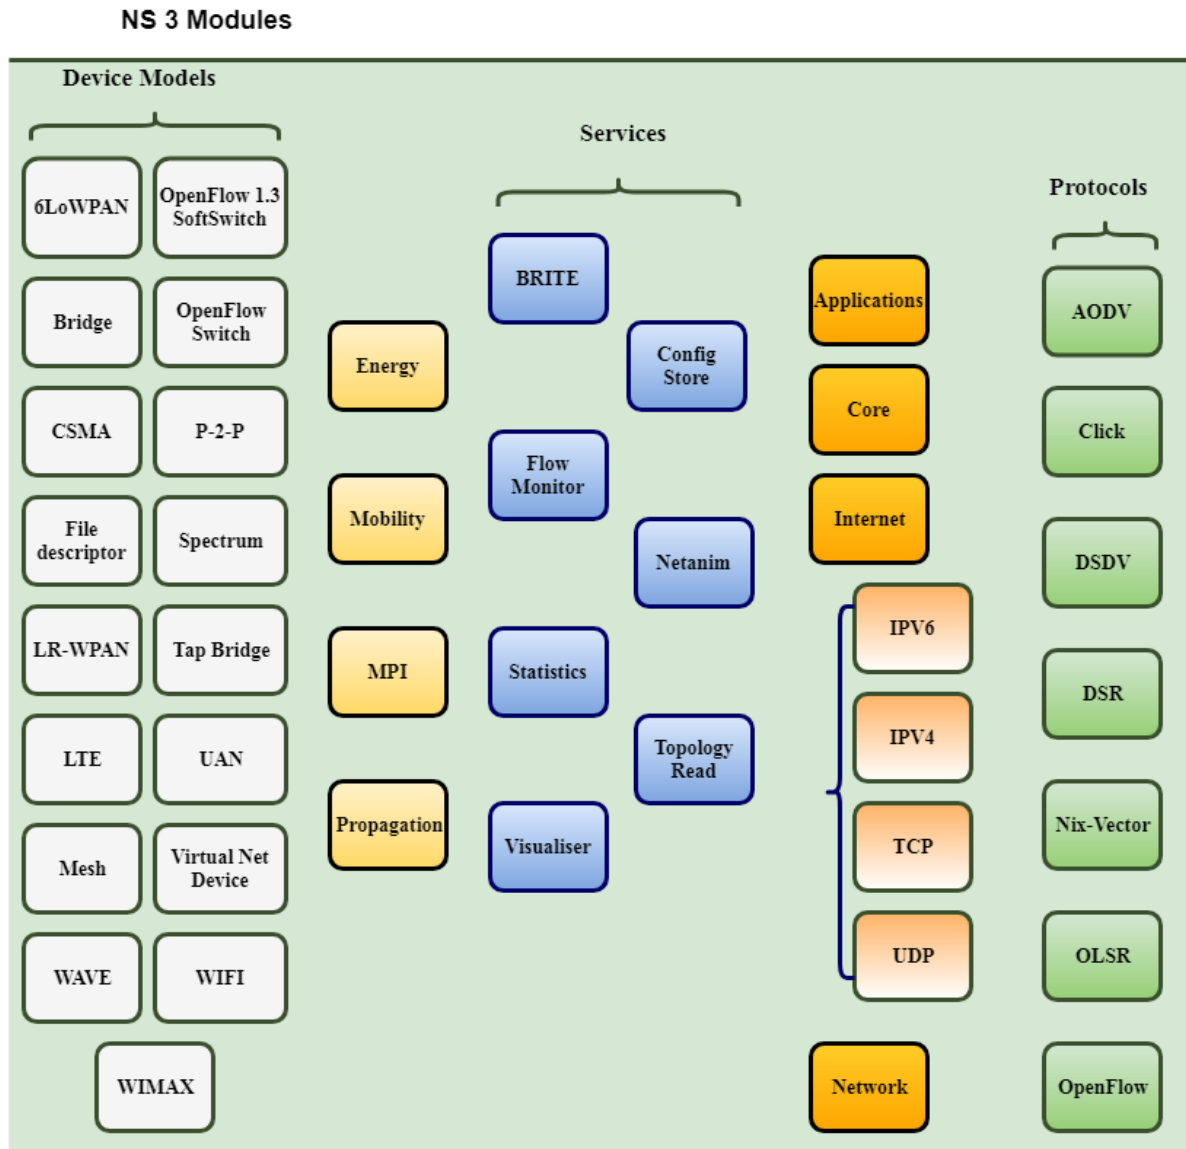 NS 3 Modules
Device Models
6LoWPAN
OpenFlow 1.3
SoftSwitch
Bridge
OpenFlow
Switch
CSMA
P-2-P
File
descriptor
Spectrum
LR-WPAN
Tap Bridge
LTE
UAN
Mesh
Virtual Net
Device
WAVE
WIFI
WIMAX
Energy
Mobility
MPI
Propagation
Services
BRITE
Config
Store
Flow
Monitor
Netanim
Statistics
Topology
Read
Visualiser
Applications
Core
Internet
IPV6
IPV4
TCP
UDP
Network
Protocols
AODV
Click
DSDV
DSR
Nix-Vector
OLSR
OpenFlow